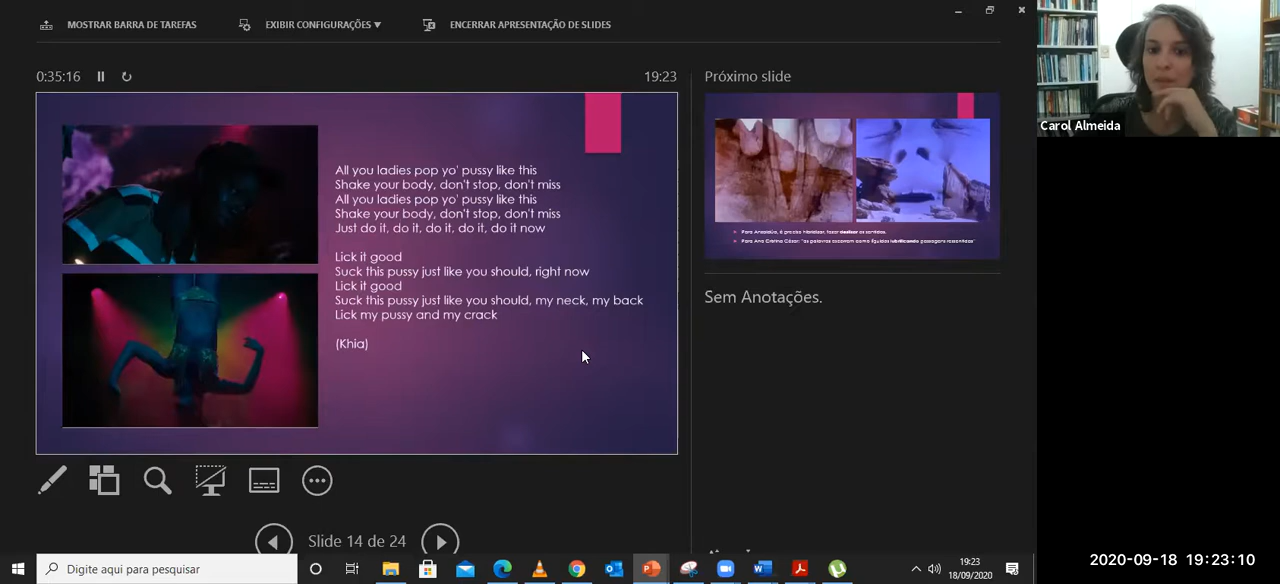 MOSTRAR BARRA DE TAREFAS
EXIBIR CONFIGURAÇÕES ▼
ENCERRAR APRESENTAÇÃO DE SLIDES
0:35:16
19:23
Próximo slide
All you ladies pop yo' pussy like this
Shake your body, don't stop, don't miss
All you ladies pop yo' pussy like this
Shake your body, don't stop, don't miss
Just do it, do it, do it, do it, do it now
Lick it good
Suck this pussy just like you should, right now
Lick it good
Suck this pussy just like you should, my neck, my back
Lick my pussy and my crack
(Khia)
Sem Anotações.
Slide 14 de 24
Carol Almeida
Digite aqui para pesquisar
19:23
18/09/2020
2020-09-18 19:23:10